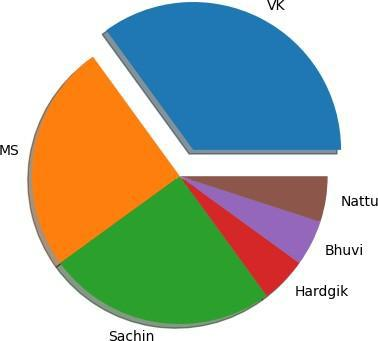 VK
MS
Nattu
Bhuvi
Hardgik
Sachin